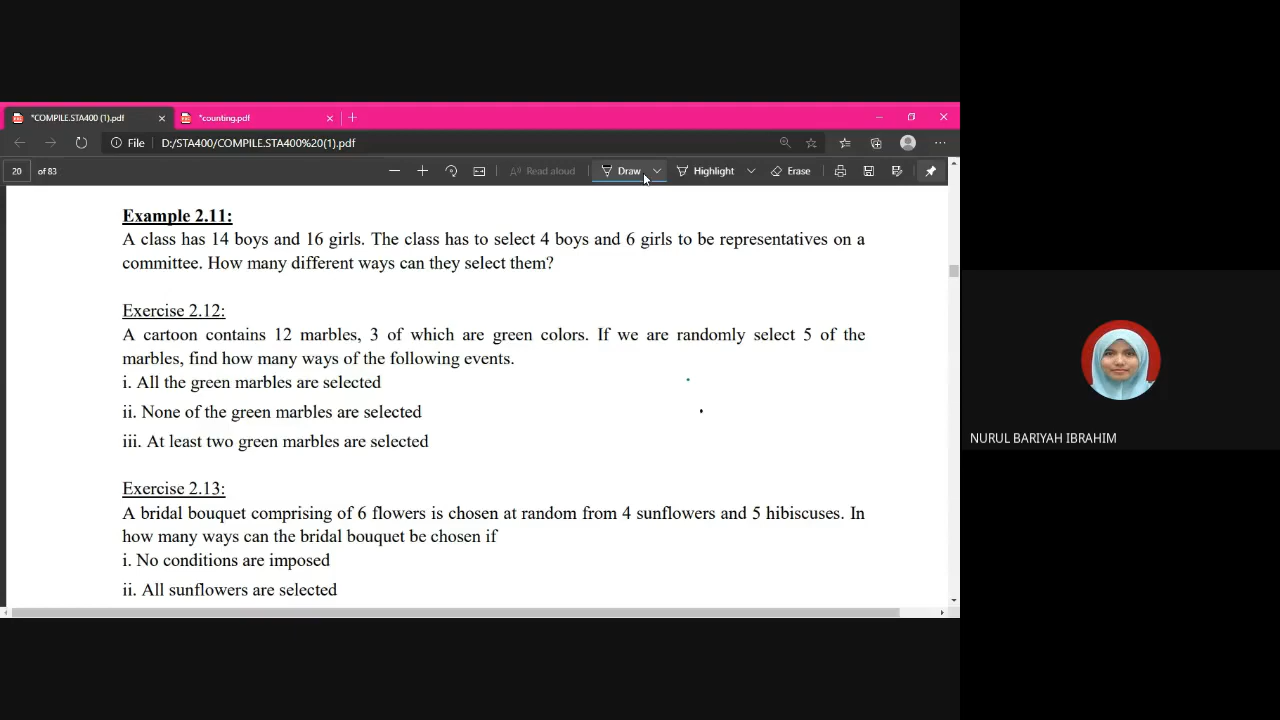 *COMPILE.STA400 (1).pdf
*counting.pdf
File D:/STA400/COMPILE.STA400%20(1).pdf
20 of 83 Read aloud Draw Highlight Erase
Example 2.11:
A class has 14 boys and 16 girls. The class has to select 4 boys and 6 girls to be representatives on a
committee. How many different ways can they select them?
Exercise 2.12:
A cartoon contains 12 marbles, 3 of which are green colors. If we are randomly select 5 of the
marbles, find how many ways of the following events.
i. All the green marbles are selected
ii. None of the green marbles are selected
iii. At least two green marbles are selected
Exercise 2.13:
A bridal bouquet comprising of 6 flowers is chosen at random from 4 sunflowers and 5 hibiscuses. In
how many ways can the bridal bouquet be chosen if
i. No conditions are imposed
ii. All sunflowers are selected
NURUL BARIYAH IBRAHIM